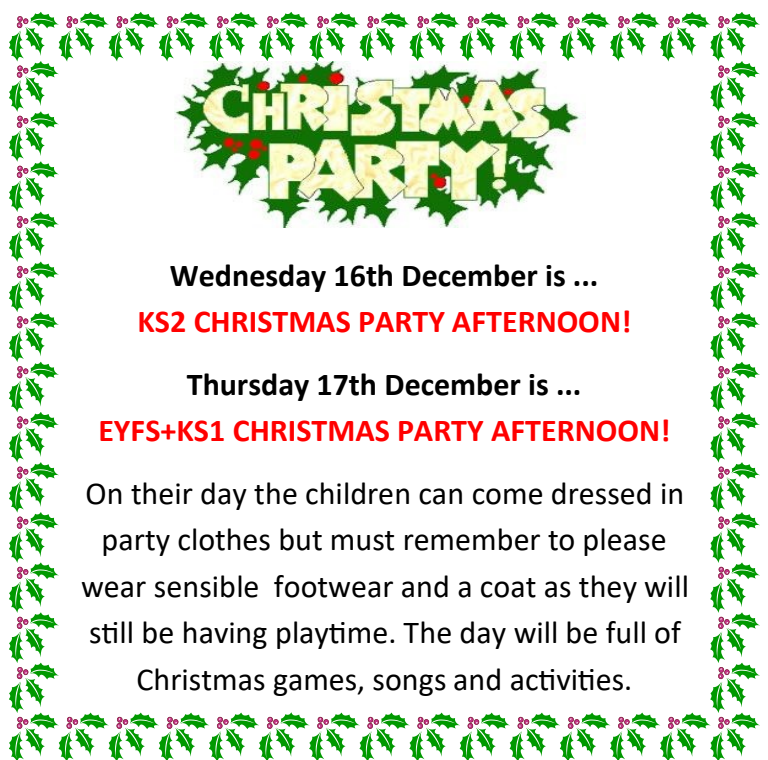 CHRISTMAS
PARTY!
Wednesday 16th December is ...
KS2 CHRISTMAS PARTY AFTERNOON!
Thursday 17th December is ...
EYFS+KS1 CHRISTMAS PARTY AFTERNOON!
On their day the children can come dressed in
party clothes but must remember to please
wear sensible  footwear and a coat as they will
still be having playtime. The day will be full of
Christmas games, songs and activities.